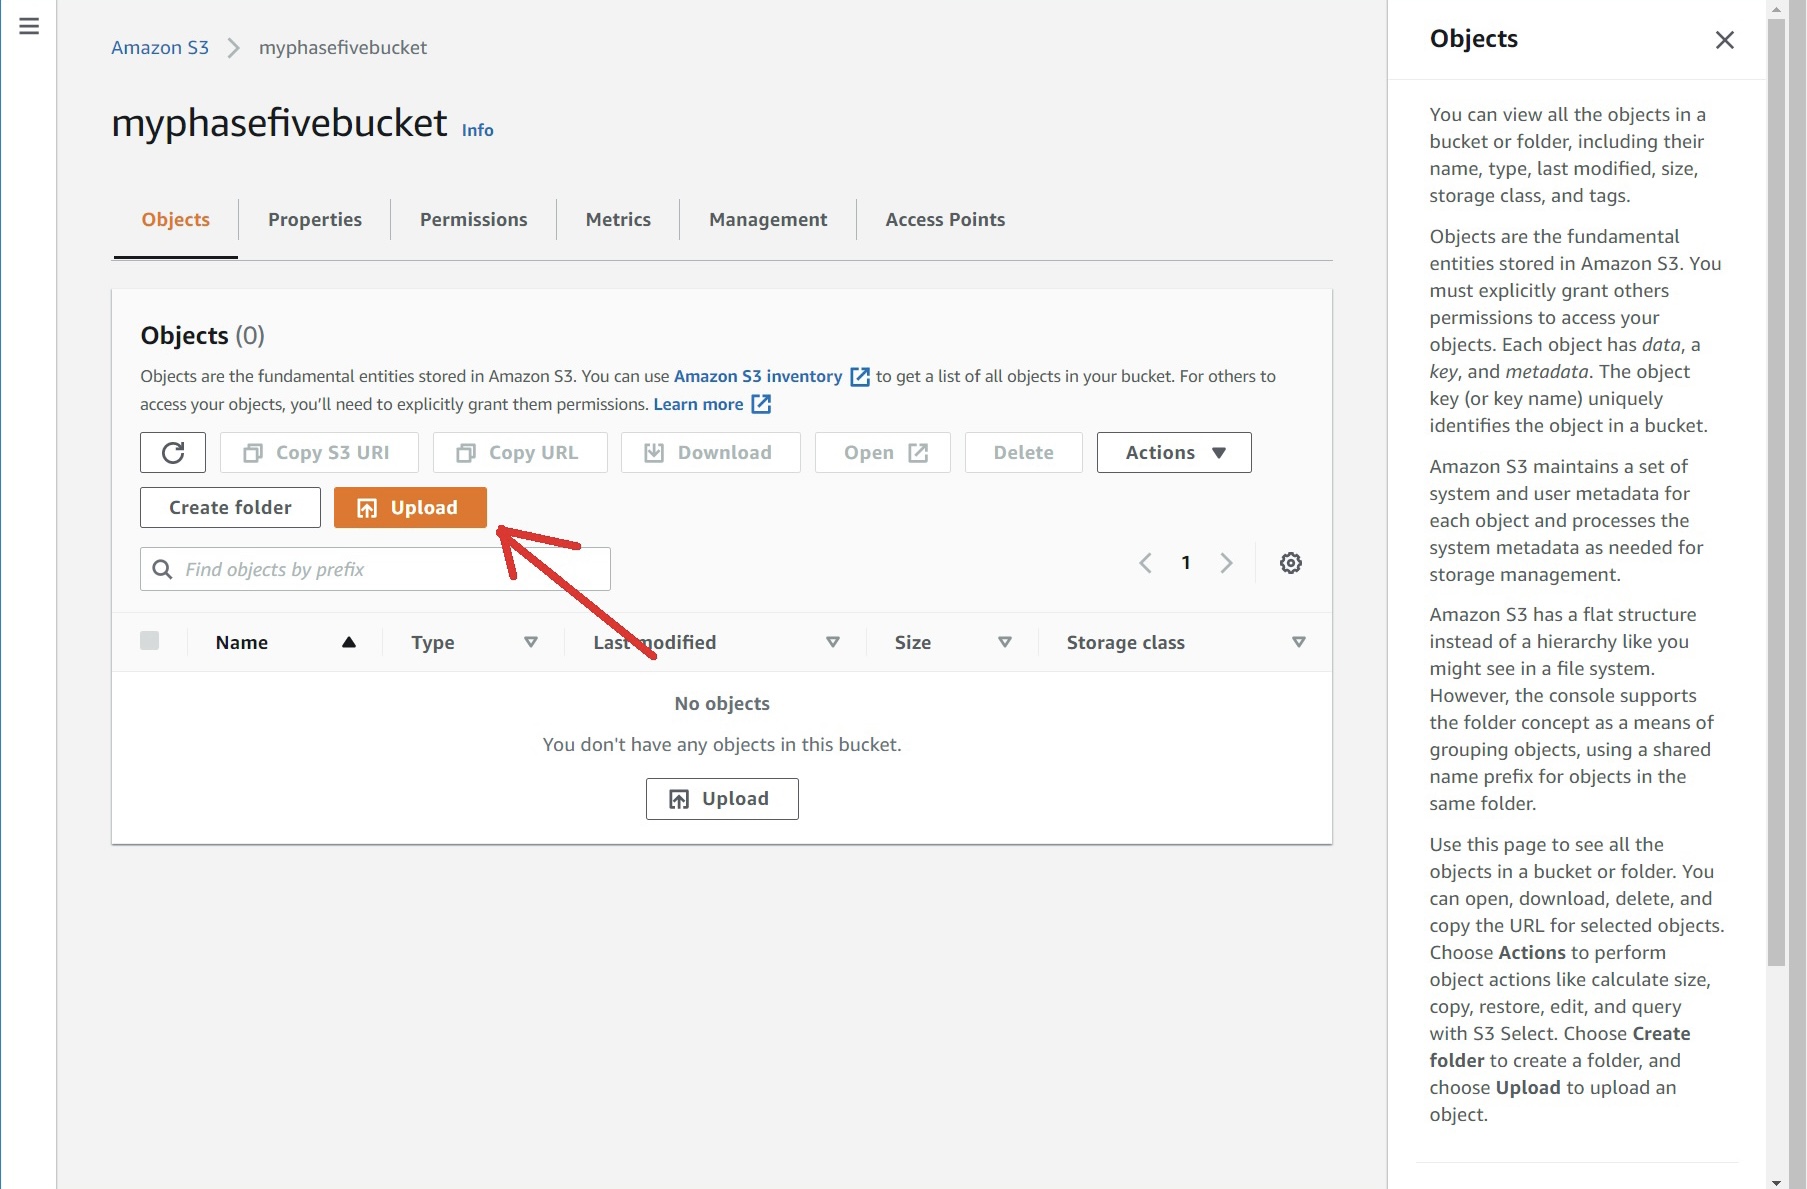 Amazon S3 > myphasefivebucket
myphasefivebucket Info
Objects Properties Permissions Metrics Management Access Points
Objects (0)
Objects are the fundamental entities stored in Amazon S3. You can use Amazon S3 inventory to get a list of all objects in your bucket. For others to
access your objects, you’ll need to explicitly grant them permissions. Learn more
Copy S3 URI Copy URL Download Open Delete Actions
Create folder Upload
Find objects by prefix
1
Name Type Last modified Size Storage class
No objects
You don't have any objects in this bucket.
Upload
Objects
You can view all the objects in a
bucket or folder, including their
name, type, last modified, size,
storage class, and tags.
Objects are the fundamental
entities stored in Amazon S3. You
must explicitly grant others
permissions to access your
objects. Each object has data, a
key, and metadata. The object
key (or key name) uniquely
identifies the object in a bucket.
Amazon S3 maintains a set of
system and user metadata for
each object and processes the
system metadata as needed for
storage management.
Amazon S3 has a flat structure
instead of a hierarchy like you
might see in a file system.
However, the console supports
the folder concept as a means of
grouping objects, using a shared
name prefix for objects in the
same folder.
Use this page to see all the
objects in a bucket or folder. You
can open, download, delete, and
copy the URL for selected objects.
Choose Actions to perform
object actions like calculate size,
copy, restore, edit, and query
with S3 Select. Choose Create
folder to create a folder, and
choose Upload to upload an
object.